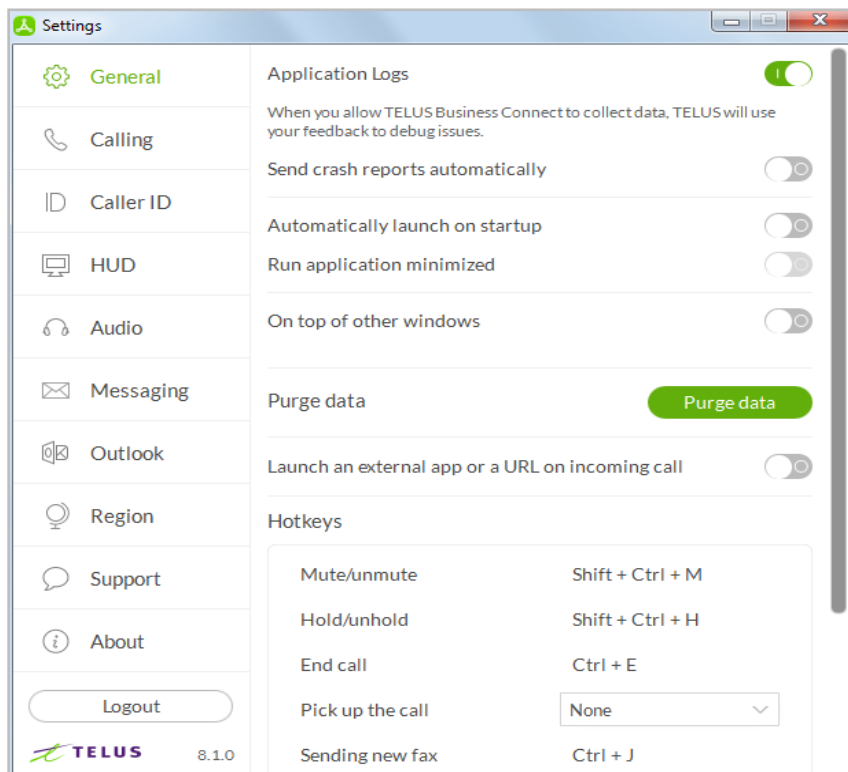 Settings
General
Calling
Caller ID
HUD
Audio
Messaging
Outlook
Region
Support
About
Logout
TELUS 8.1.0
Application Logs
When you allow TELUS Business Connect to collect data, TELUS will use
your feedback to debug issues.
Send crash reports automatically
Automatically launch on startup
Run application minimized
On top of other windows
Purge data Purge data
Launch an external app or a URL on incoming call
Hotkeys
Mute/unmute Shift + Ctrl + M
Hold/unhold Shift + Ctrl + H
End call Ctrl + E
Pick up the call None
Sending new fax Ctrl + J